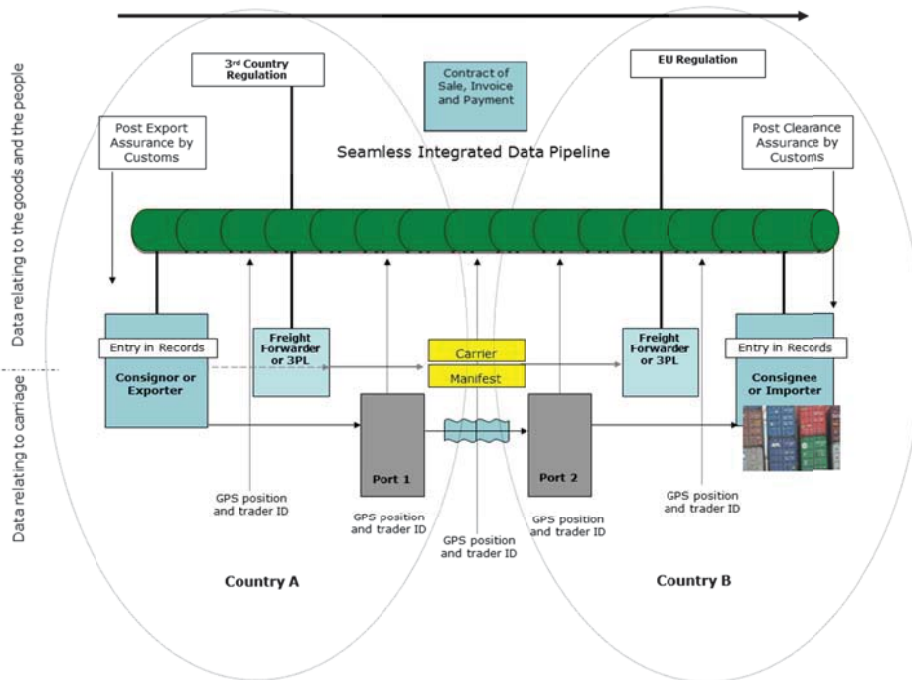 3rd Country
Regulation
Contract of
Sale, Invoice
and Payment
EU Regulation
Post Export
Assurance by
Customs
Seamless Integrated Data Pipeline
Post Clearance
Assurance by
Customs
Data relating to the goods and the people
Entry in Records
Consignor or
Exporter
Freight
Forwarder
or 3PL
Carrier
Manifest
Freight
Forwarder
or 3PL
Entry in Records
Consignee
or Importer
Data relating to carriage
Port 1
Port 2
GPS position
and trader ID
GPS position
and trader ID
GPS position
and trader ID
GPS position
and trader ID
GPS position
and trader ID
Country A
Country B